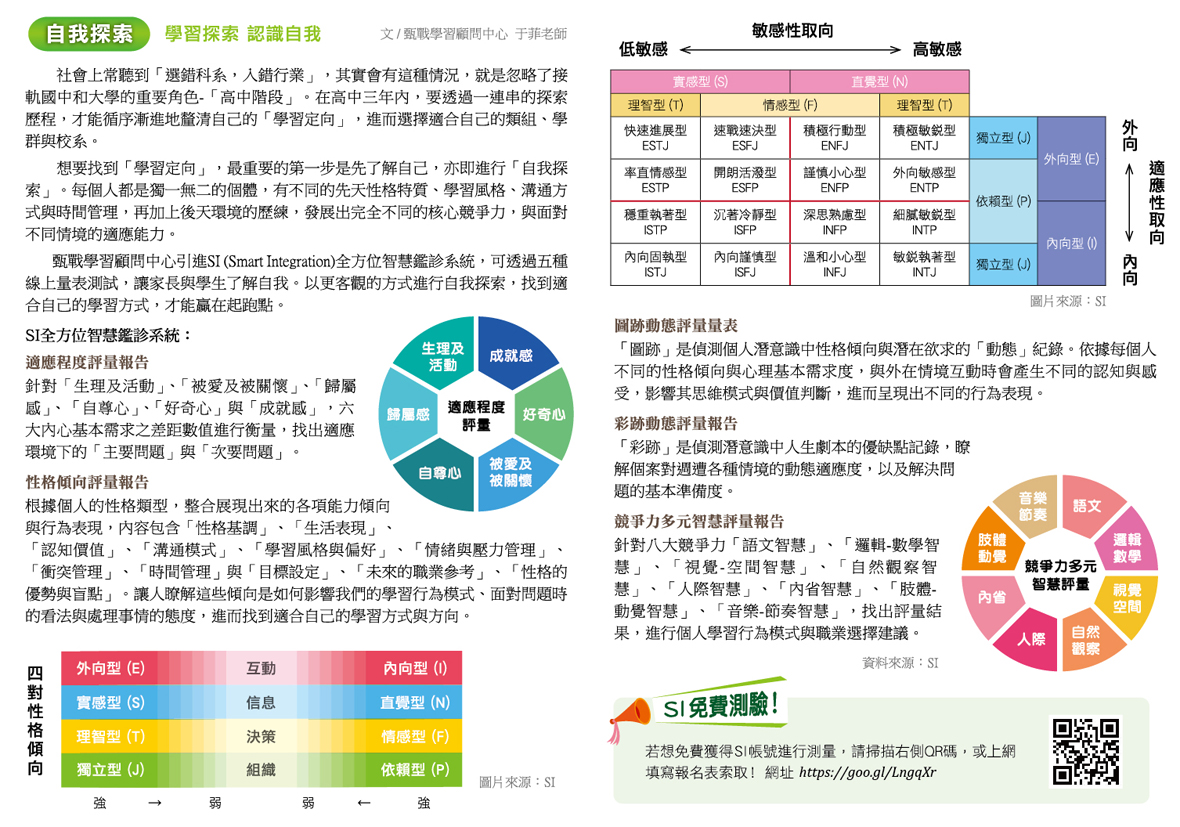 自我探索 學習探索 認識自我
文 / 甄戰學習顧問中心 于菲老師
社會上常聽到「選錯科系，入錯行業」，其實會有這種情況，就是忽略了接
軌國中和大學的重要角色-「高中階段」。在高中三年內，要透過一連串的探索
歷程，才能循序漸進地釐清自己的「學習定向」，進而選擇適合自己的類組、學
群與校系。
想要找到「學習定向」，最重要的第一步是先了解自己，亦即進行「自我探
索」。每個人都是獨一無二的個體，有不同的先天性格特質、學習風格、溝通方
式與時間管理，再加上後天環境的歷練，發展出完全不同的核心競爭力，與面對
不同情境的適應能力。
甄戰學習顧問中心引進SI (Smart Integration)全方位智慧鑑診系統，可透過五種
線上量表測試，讓家長與學生了解自我。以更客觀的方式進行自我探索，找到適
合自己的學習方式，才能贏在起跑點。
SI全方位智慧鑑診系統：
適應程度評量報告
針對「生理及活動」、「被愛及被關懷」、「歸屬
感」、「自尊心」、「好奇心」與「成就感」，六
大內心基本需求之差距數值進行衡量，找出適應
環境下的「主要問題」與「次要問題」。
生理及
活動
成就感
歸屬感
適應程度
評量
好奇心
自尊心
被愛及
被關懷
性格傾向評量報告
根據個人的性格類型，整合展現出來的各項能力傾向
與行為表現，內容包含「性格基調」、「生活表現」、
「認知價值」、「溝通模式」、「學習風格與偏好」、「情緒與壓力管理」、
「衝突管理」、「時間管理」與「目標設定」、「未來的職業參考」、「性格的
優勢與盲點」。讓人瞭解這些傾向是如何影響我們的學習行為模式、面對問題時
的看法與處理事情的態度，進而找到適合自己的學習方式與方向。
四對性格傾向
外向型 (E) 互動 內向型 (I)
實感型 (S) 信息 直覺型 (N)
理智型 (T) 決策 情感型 (F)
獨立型 (J) 組織 依賴型 (P)
強 → 弱 弱 ← 強
圖片來源：SI
敏感性取向
低敏感 ↔ 高敏感
實感型 (S) 直覺型 (N)
理智型 (T) 情感型 (F) 理智型 (T)
快速進展型 速戰速決型 積極行動型 積極敏銳型
ESTJ ESFJ ENFJ ENTJ
獨立型 (J)
外向型 (E)
率直情感型 開朗活潑型 謹慎小心型 外向敏感型
ESTP ESFP ENFP ENTP
依賴型 (P)
穩重執著型 沉著冷靜型 深思熟慮型 細膩敏銳型
ISTP ISFP INFP INTP
內向型 (I)
內向固執型 內向謹慎型 溫和小心型 敏銳執著型
ISTJ ISFJ INFJ INTJ
獨立型 (J)
外向
↕
內向
適應性取向
圖片來源：SI
圖跡動態評量量表
「圖跡」是偵測個人潛意識中性格傾向與潛在欲求的「動態」紀錄。依據每個人
不同的性格傾向與心理基本需求度，與外在情境互動時會產生不同的認知與感
受，影響其思維模式與價值判斷，進而呈現出不同的行為表現。
彩跡動態評量報告
「彩跡」是偵測潛意識中人生劇本的優缺點記錄，瞭
解個案對週遭各種情境的動態適應度，以及解決問
題的基本準備度。
競爭力多元智慧評量報告
針對八大競爭力「語文智慧」、「邏輯-數學智
慧」、「視覺-空間智慧」、「自然觀察智
慧」、「人際智慧」、「內省智慧」、「肢體-
動覺智慧」、「音樂-節奏智慧」，找出評量結
果，進行個人學習行為模式與職業選擇建議。
資料來源：SI
音樂
節奏
語文
肢體
動覺
邏輯
數學
競爭力多元
智慧評量
內省
視覺
空間
人際
自然
觀察
SI免費測驗！
若想免費獲得SI帳號進行測量，請掃描右側QR碼，或上網
填寫報名表索取！ 網址 https://goo.gl/LngqXr